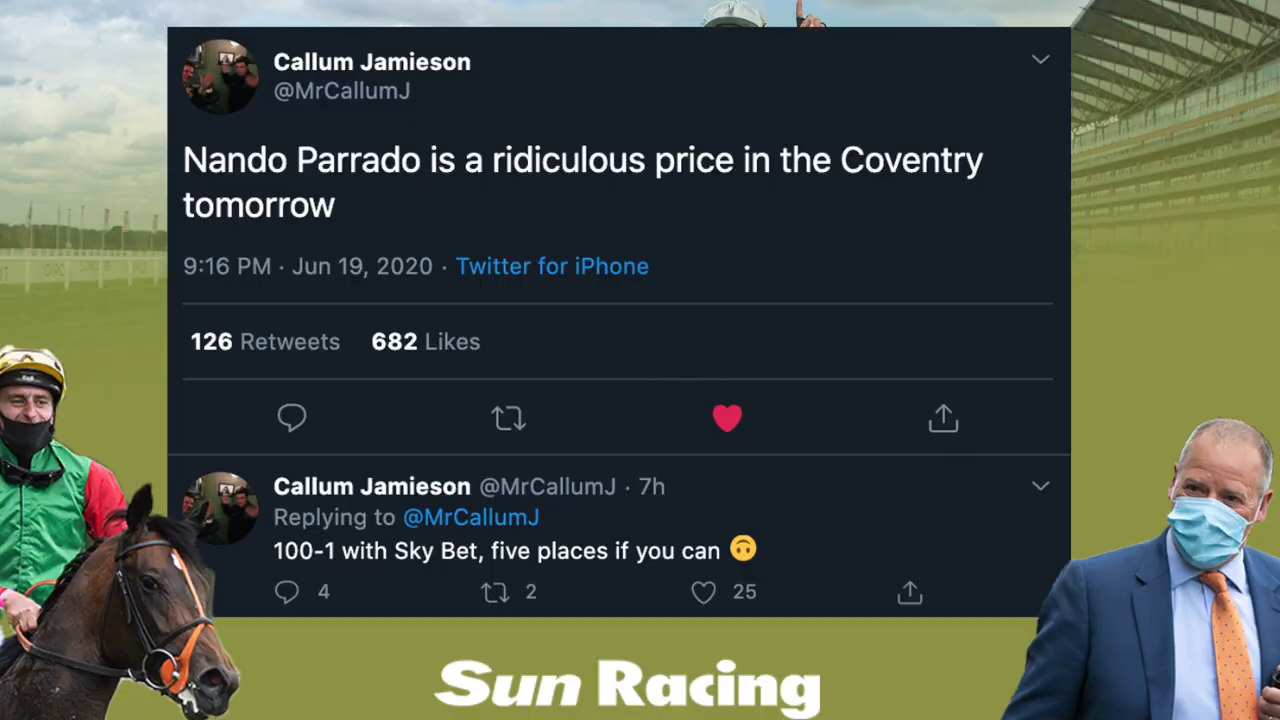 Callum Jamieson
@MrCallumJ
Nando Parrado is a ridiculous price in the Coventry
tomorrow
9:16 PM · Jun 19, 2020 · Twitter for iPhone
126 Retweets 682 Likes
Callum Jamieson @MrCallumJ · 7h
Replying to @MrCallumJ
100-1 with Sky Bet, five places if you can 🙃
4 2 25
Sun Racing